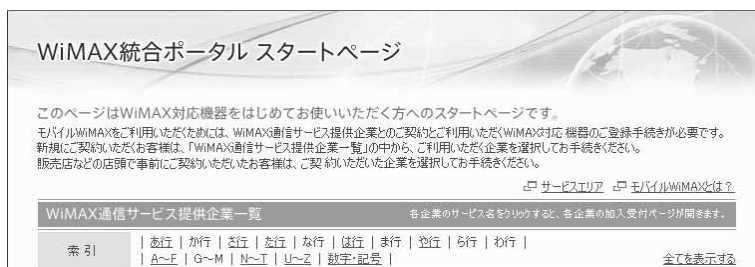 WiMAX統合ポータル スタートページ
このページはWiMAX対応機器をはじめてお使いいただく方へのスタートページです。
モバイルWiMAXをご利用いただくためには、WiMAX通信サービス提供企業とのご契約とご利用いただくWiMAX対応機器のご登録手続きが必要です。
新規にご契約いただくお客様は、「WiMAX通信サービス提供企業一覧」の中から、ご利用いただく企業を選択してお手続きください。
販売店などの店頭で事前にご契約いただいたお客様は、ご契約いただいた企業を選択してお手続きください。
サービスエリア モバイルWiMAXとは？
WiMAX通信サービス提供企業一覧 各企業のサービス名をクリックすると、各企業の加入受付ページが開きます。
索引 | あ行 | か行 | さ行 | た行 | な行 | は行 | ま行 | や行 | ら行 | わ行 |
| A～F | G～M | N～T | U～Z | 数字・記号 | 全てを表示する